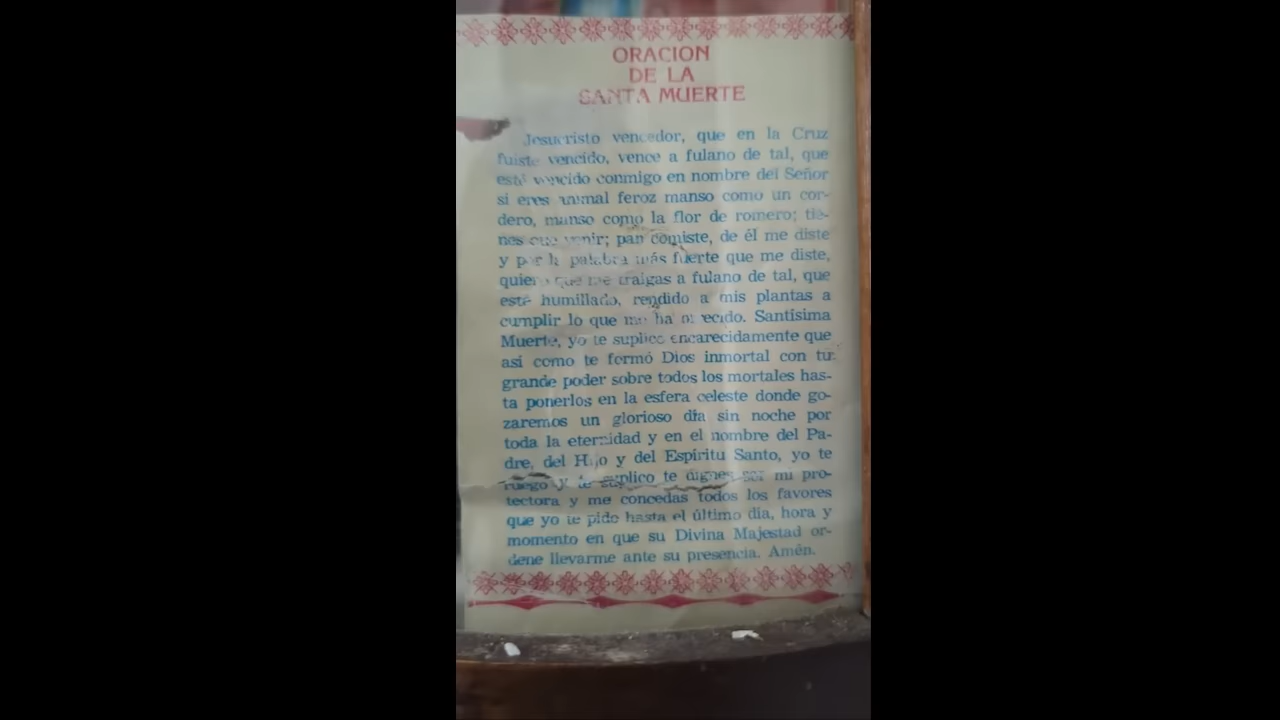 ORACION
DE LA
SANTA MUERTE
Jesucristo vencedor, que en la Cruz
fuiste vencido, vence a fulano de tal, que
esté vencido conmigo en nombre del Señor
si eres animal feroz manso como un cor-
dero, manso como la flor de romero; tie-
nes que venir; pan comiste, de él me diste
y por la palabra más fuerte que me diste,
quiero que me traigas a fulano de tal, que
esté humillado, rendido a mis plantas a
cumplir lo que me ha ofrecido. Santísima
Muerte, yo te suplico encarecidamente que
así como te formó Dios inmortal con tu
grande poder sobre todos los mortales has-
ta ponerlos en la esfera celeste donde go-
zaremos un glorioso día sin noche por
toda la eternidad y en el nombre del Pa-
dre, del Hijo y del Espíritu Santo, yo te
ruego y te suplico te dignes ser mi pro-
tectora y me concedas todos los favores
que yo te pido hasta el último día, hora y
momento en que su Divina Majestad or-
dene llevarme ante su presencia. Amén.